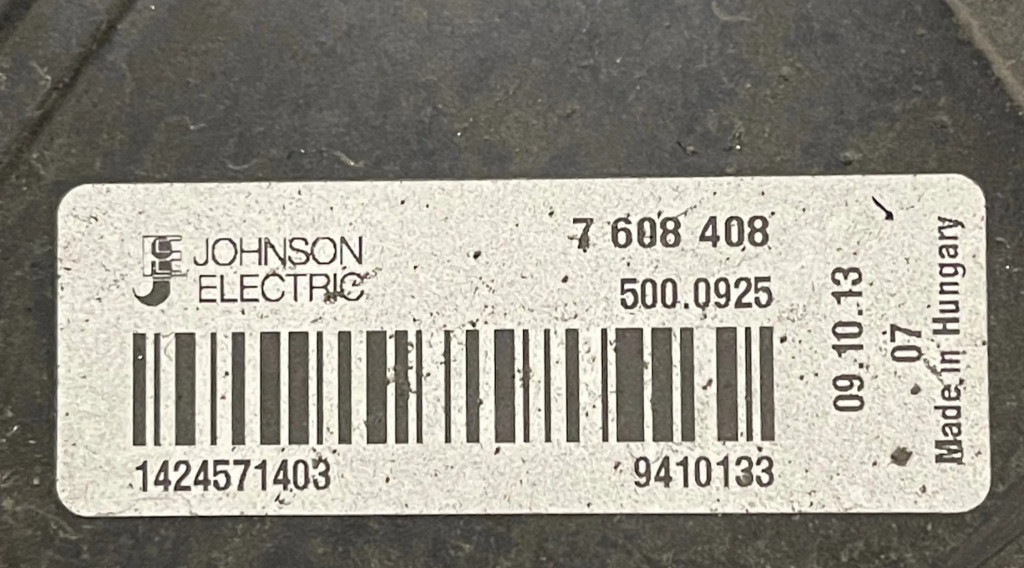 JOHNSON
ELECTRIC
7 608 408
500.0925
1424571403
9410133
09.10.13
07
Made in Hungary